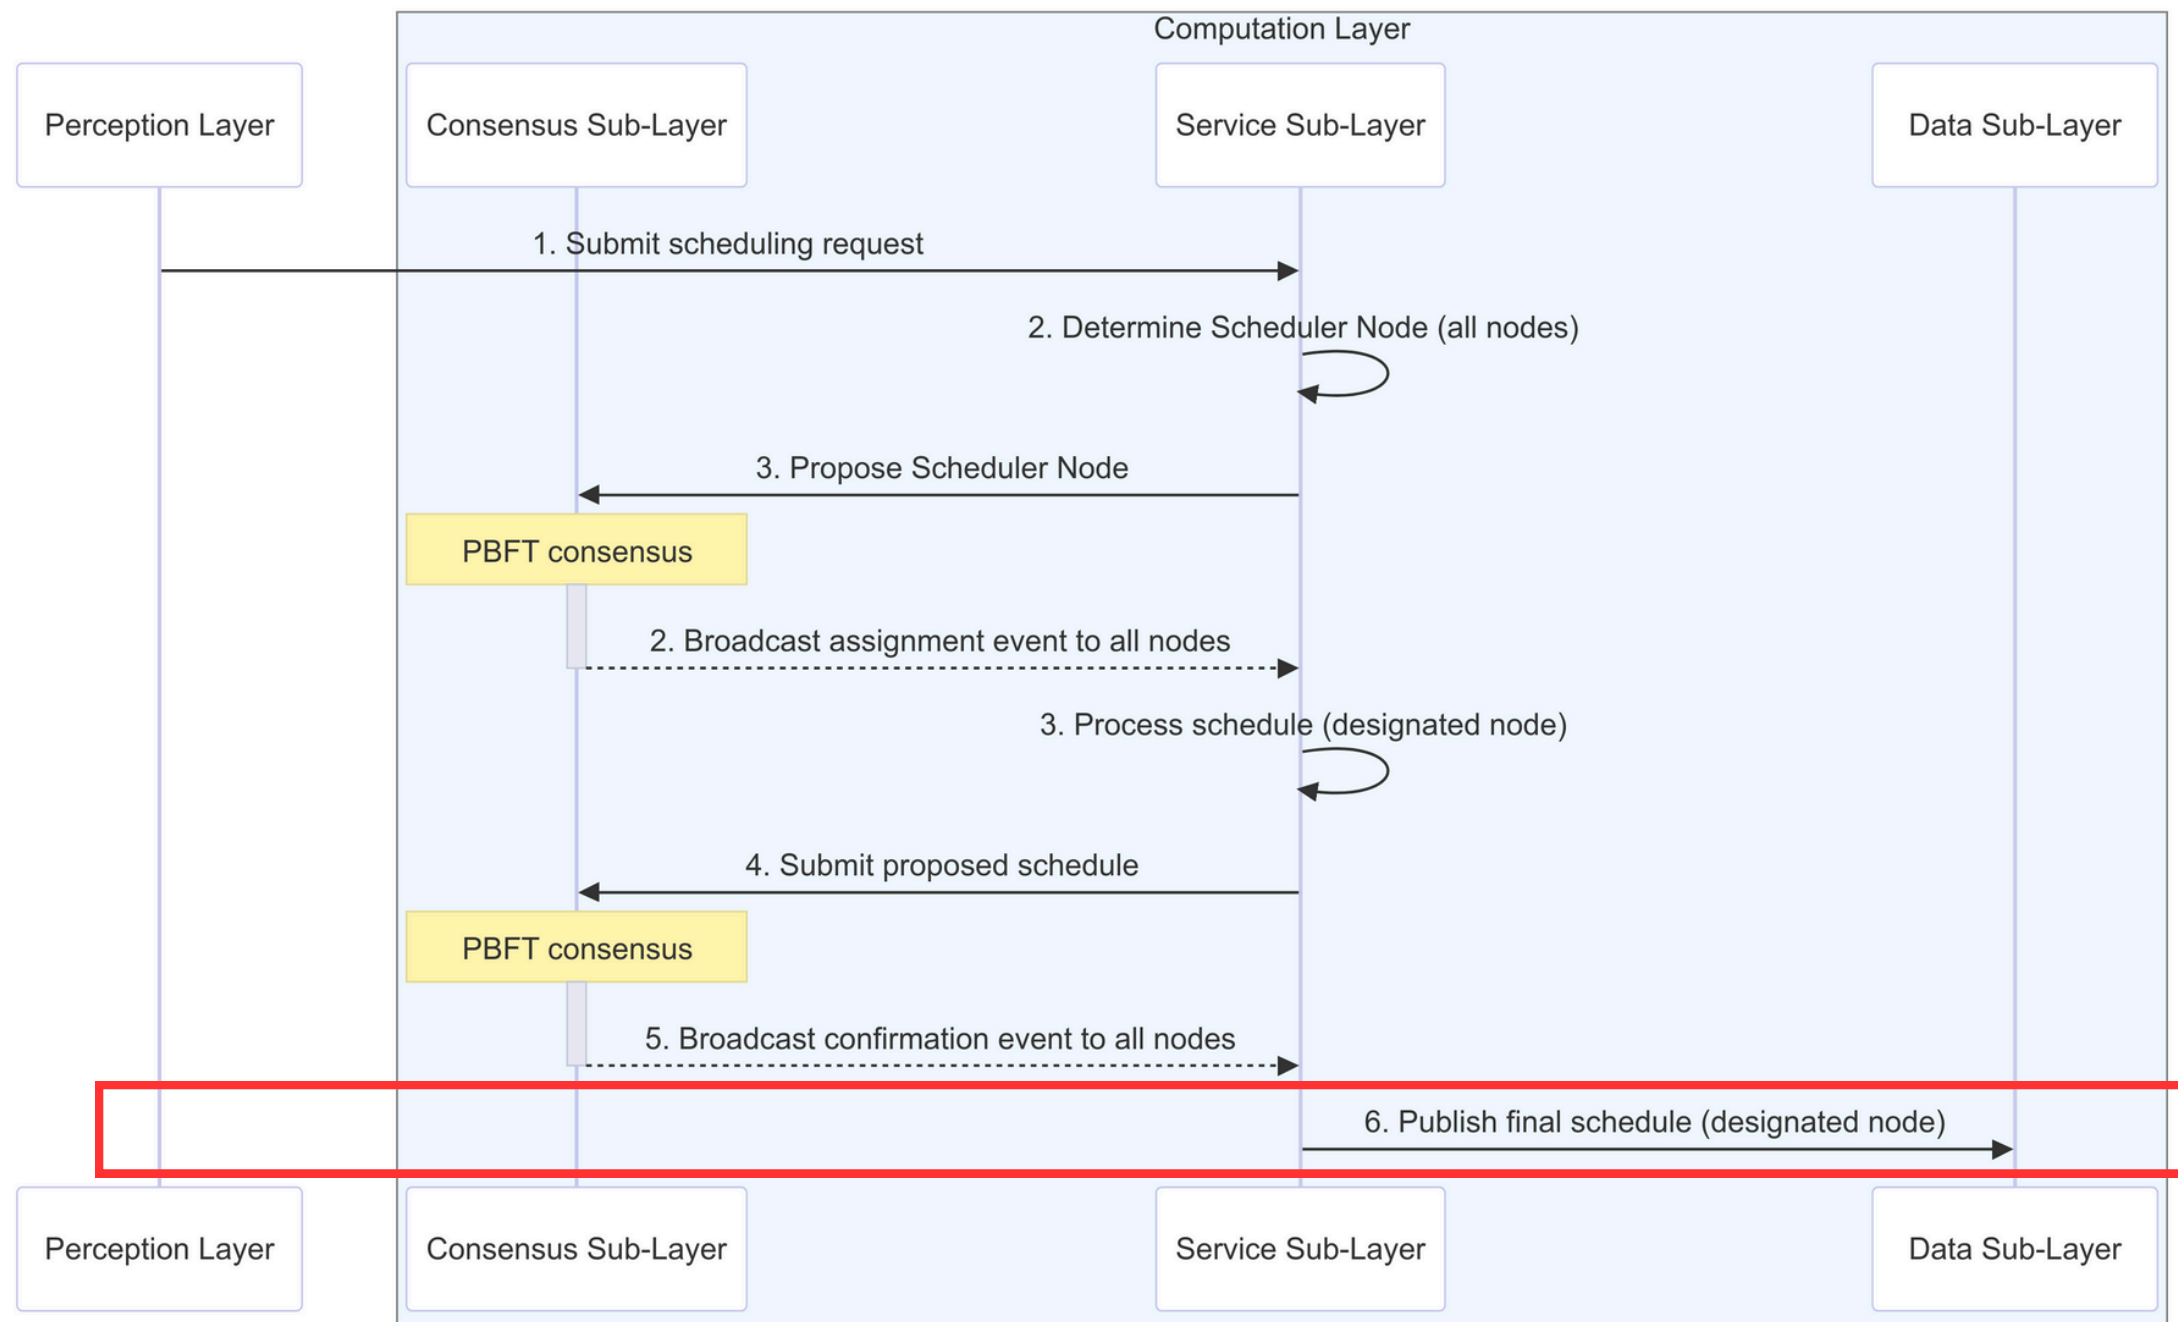 Computation Layer
Perception Layer
Consensus Sub-Layer
Service Sub-Layer
Data Sub-Layer
1. Submit scheduling request
2. Determine Scheduler Node (all nodes)
3. Propose Scheduler Node
PBFT consensus
2. Broadcast assignment event to all nodes
3. Process schedule (designated node)
4. Submit proposed schedule
PBFT consensus
5. Broadcast confirmation event to all nodes
6. Publish final schedule (designated node)
Perception Layer
Consensus Sub-Layer
Service Sub-Layer
Data Sub-Layer